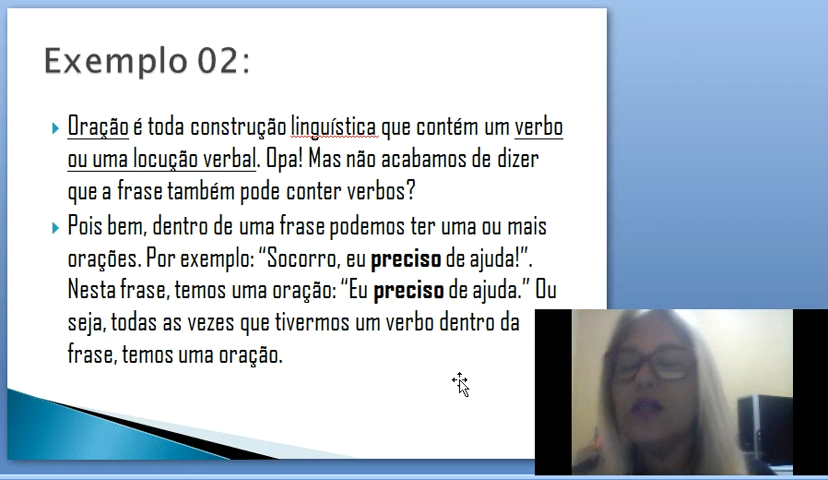 Exemplo 02:
Oração é toda construção linguística que contém um verbo
ou uma locução verbal. Opa! Mas não acabamos de dizer
que a frase também pode conter verbos?
Pois bem, dentro de uma frase podemos ter uma ou mais
orações. Por exemplo: “Socorro, eu preciso de ajuda!”.
Nesta frase, temos uma oração: “Eu preciso de ajuda.” Ou
seja, todas as vezes que tivermos um verbo dentro da
frase, temos uma oração.